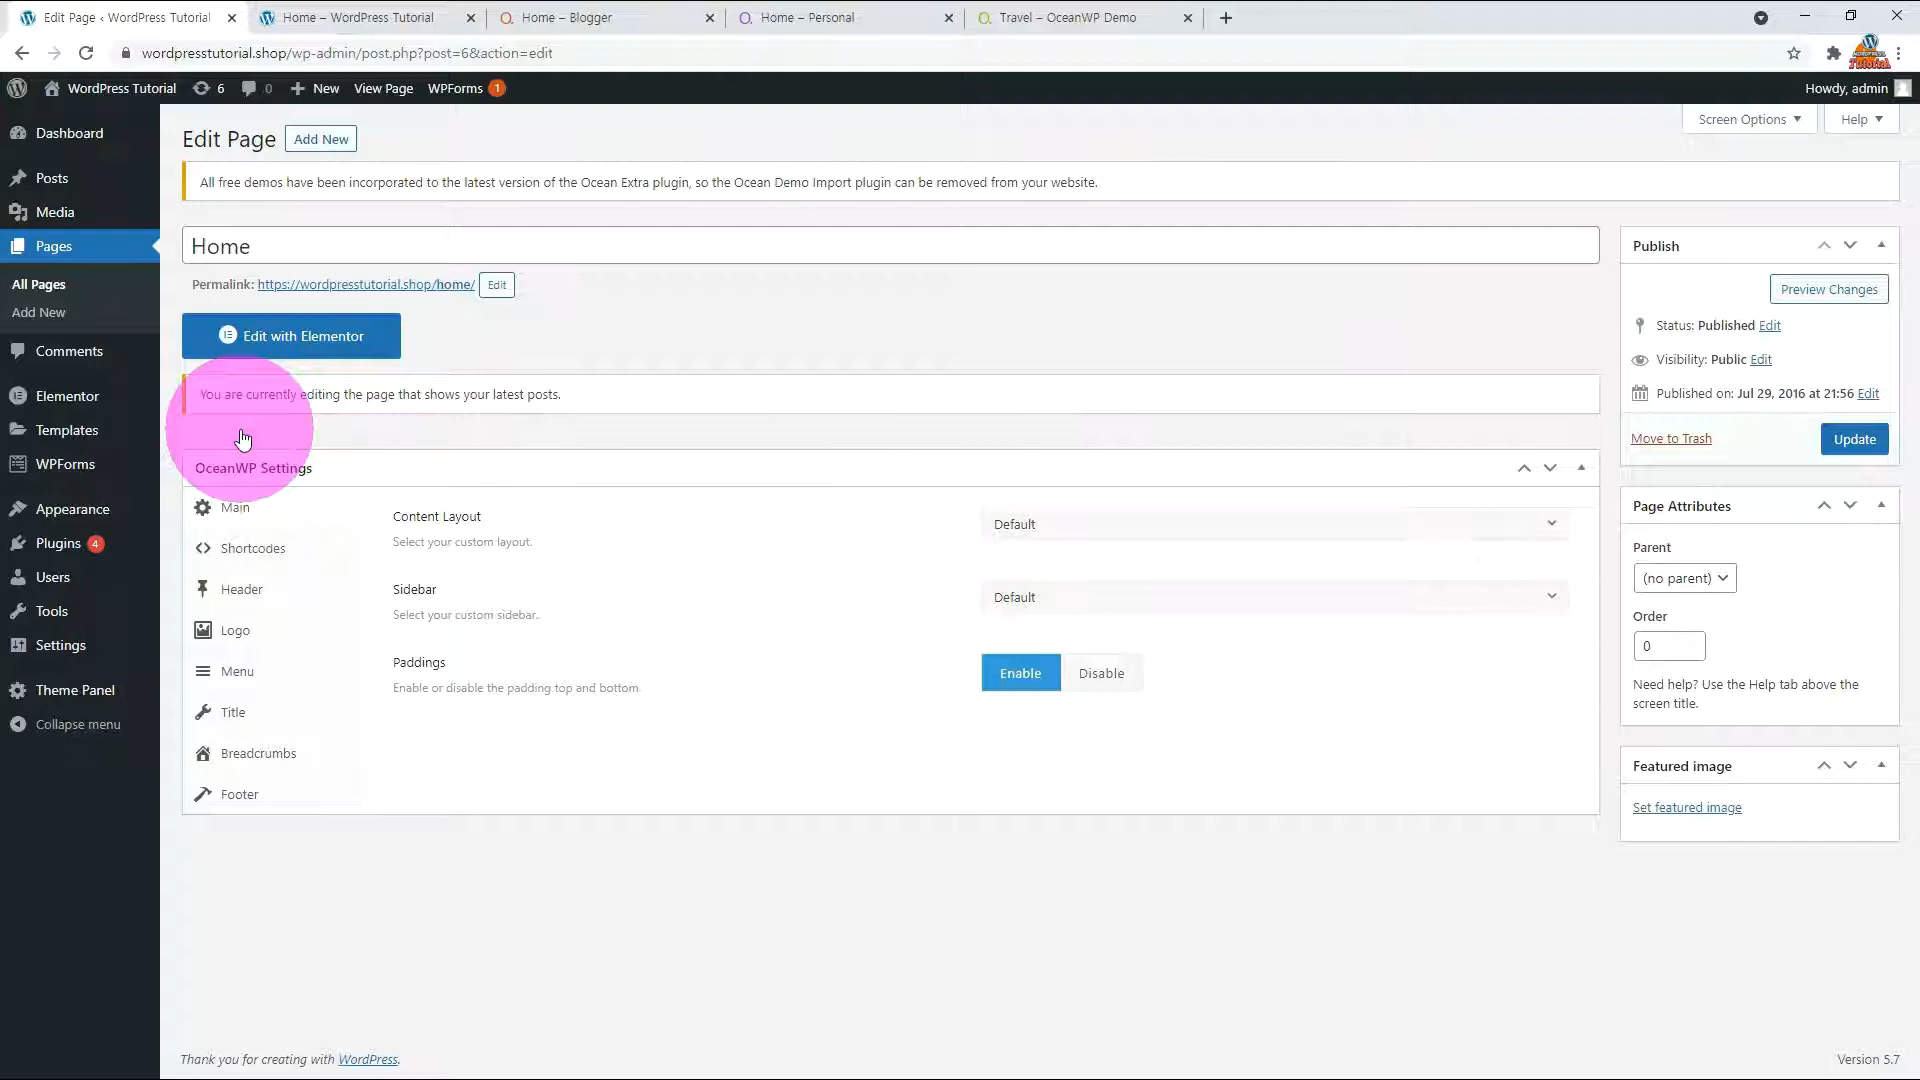 Edit Page ‹ WordPress Tutorial
Home – WordPress Tutorial
Home – Blogger
Home – Personal
Travel – OceanWP Demo
wordpresstutorial.shop/wp-admin/post.php?post=6&action=edit
WordPress Tutorial
6
0
New
View Page
WPForms 1
Howdy, admin
Dashboard
Posts
Media
Pages
All Pages
Add New
Comments
Elementor
Templates
WPForms
Appearance
Plugins 4
Users
Tools
Settings
Theme Panel
Collapse menu
Screen Options
Help
Edit Page
Add New
All free demos have been incorporated to the latest version of the Ocean Extra plugin, so the Ocean Demo Import plugin can be removed from your website.
Home
Permalink: https://wordpresstutorial.shop/home/ Edit
Edit with Elementor
You are currently editing the page that shows your latest posts.
OceanWP Settings
Main
Shortcodes
Header
Logo
Menu
Title
Breadcrumbs
Footer
Content Layout
Select your custom layout.
Default
Sidebar
Select your custom sidebar.
Default
Paddings
Enable or disable the padding top and bottom.
Enable
Disable
Publish
Preview Changes
Status: Published Edit
Visibility: Public Edit
Published on: Jul 29, 2016 at 21:56 Edit
Move to Trash
Update
Page Attributes
Parent
(no parent)
Order
0
Need help? Use the Help tab above the
screen title.
Featured image
Set featured image
Thank you for creating with WordPress.
Version 5.7